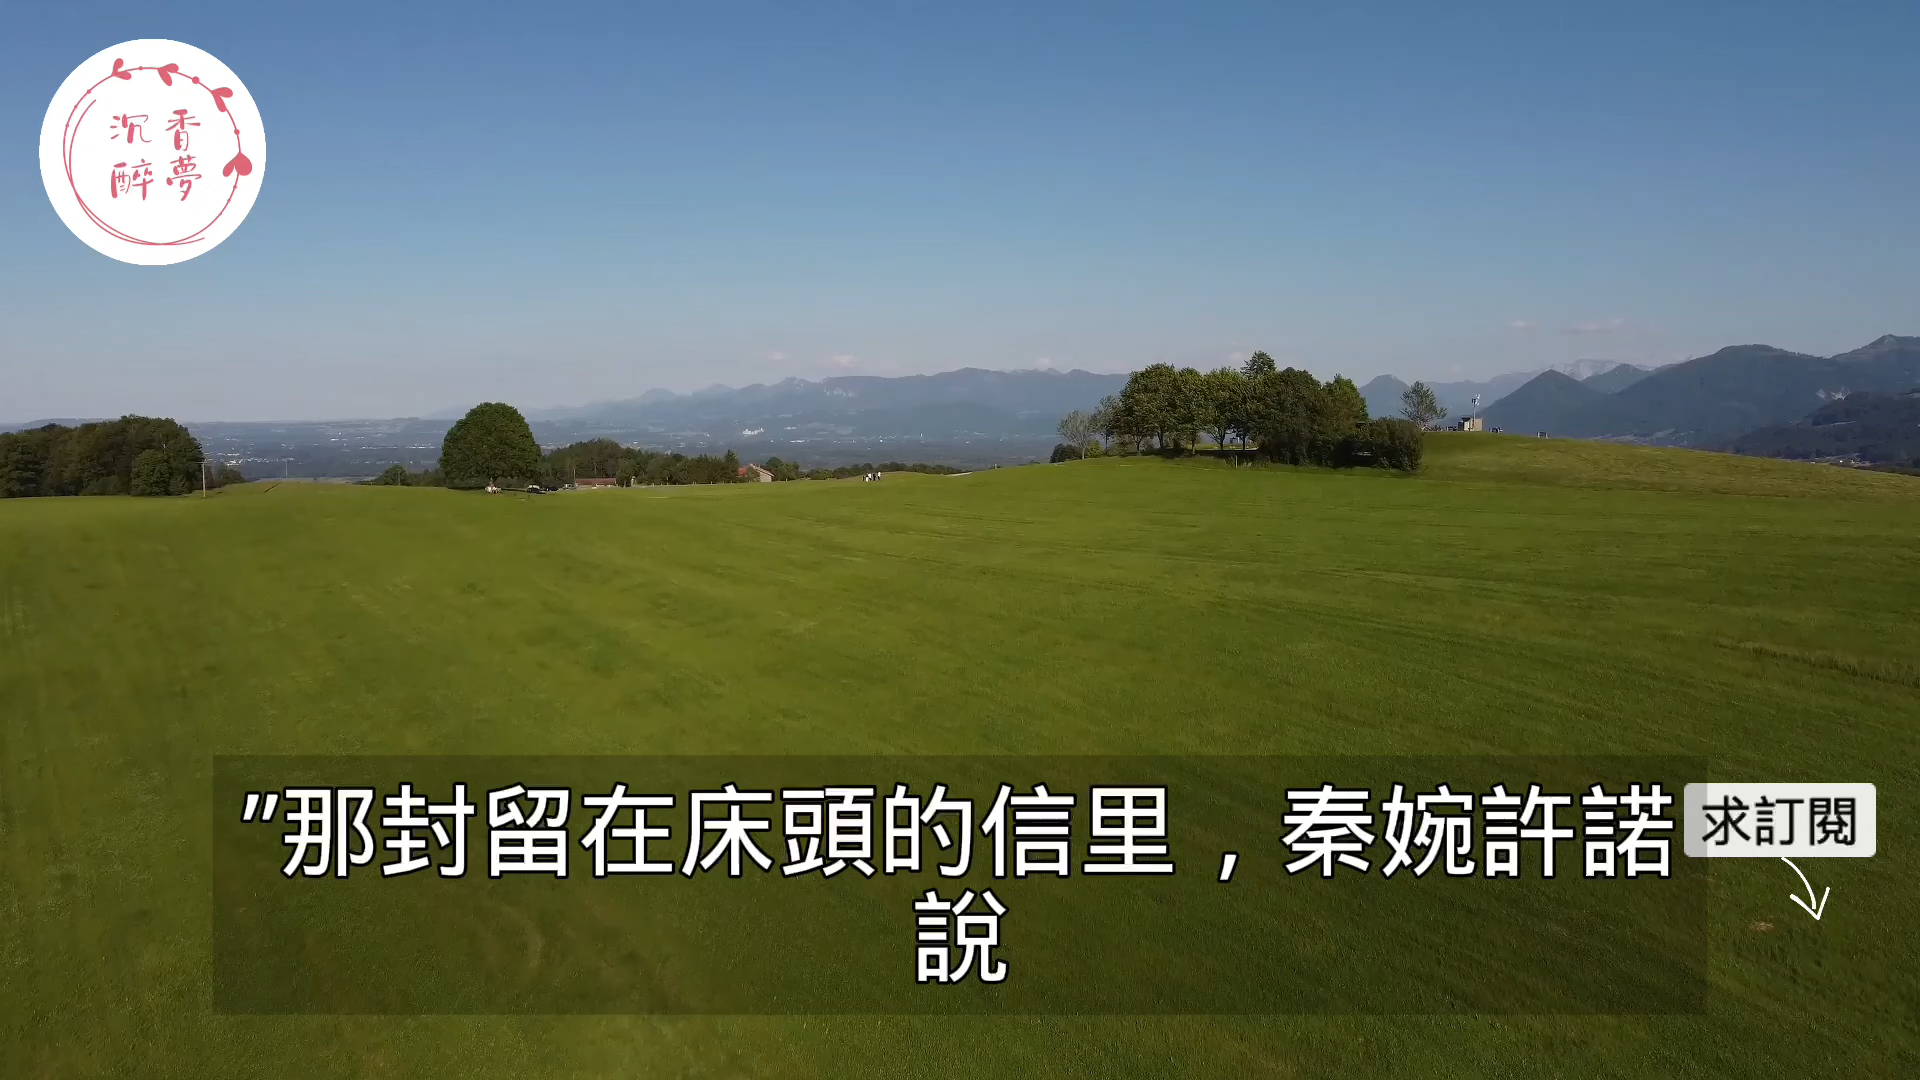 沉香
醉夢
”那封留在床頭的信里，秦婉許諾
說
求訂閱